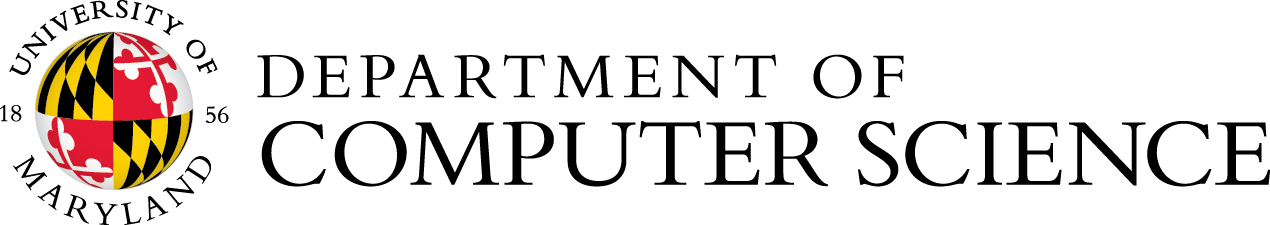 UNIVERSITY OF
18 56
MARYLAND
DEPARTMENT OF
COMPUTER SCIENCE